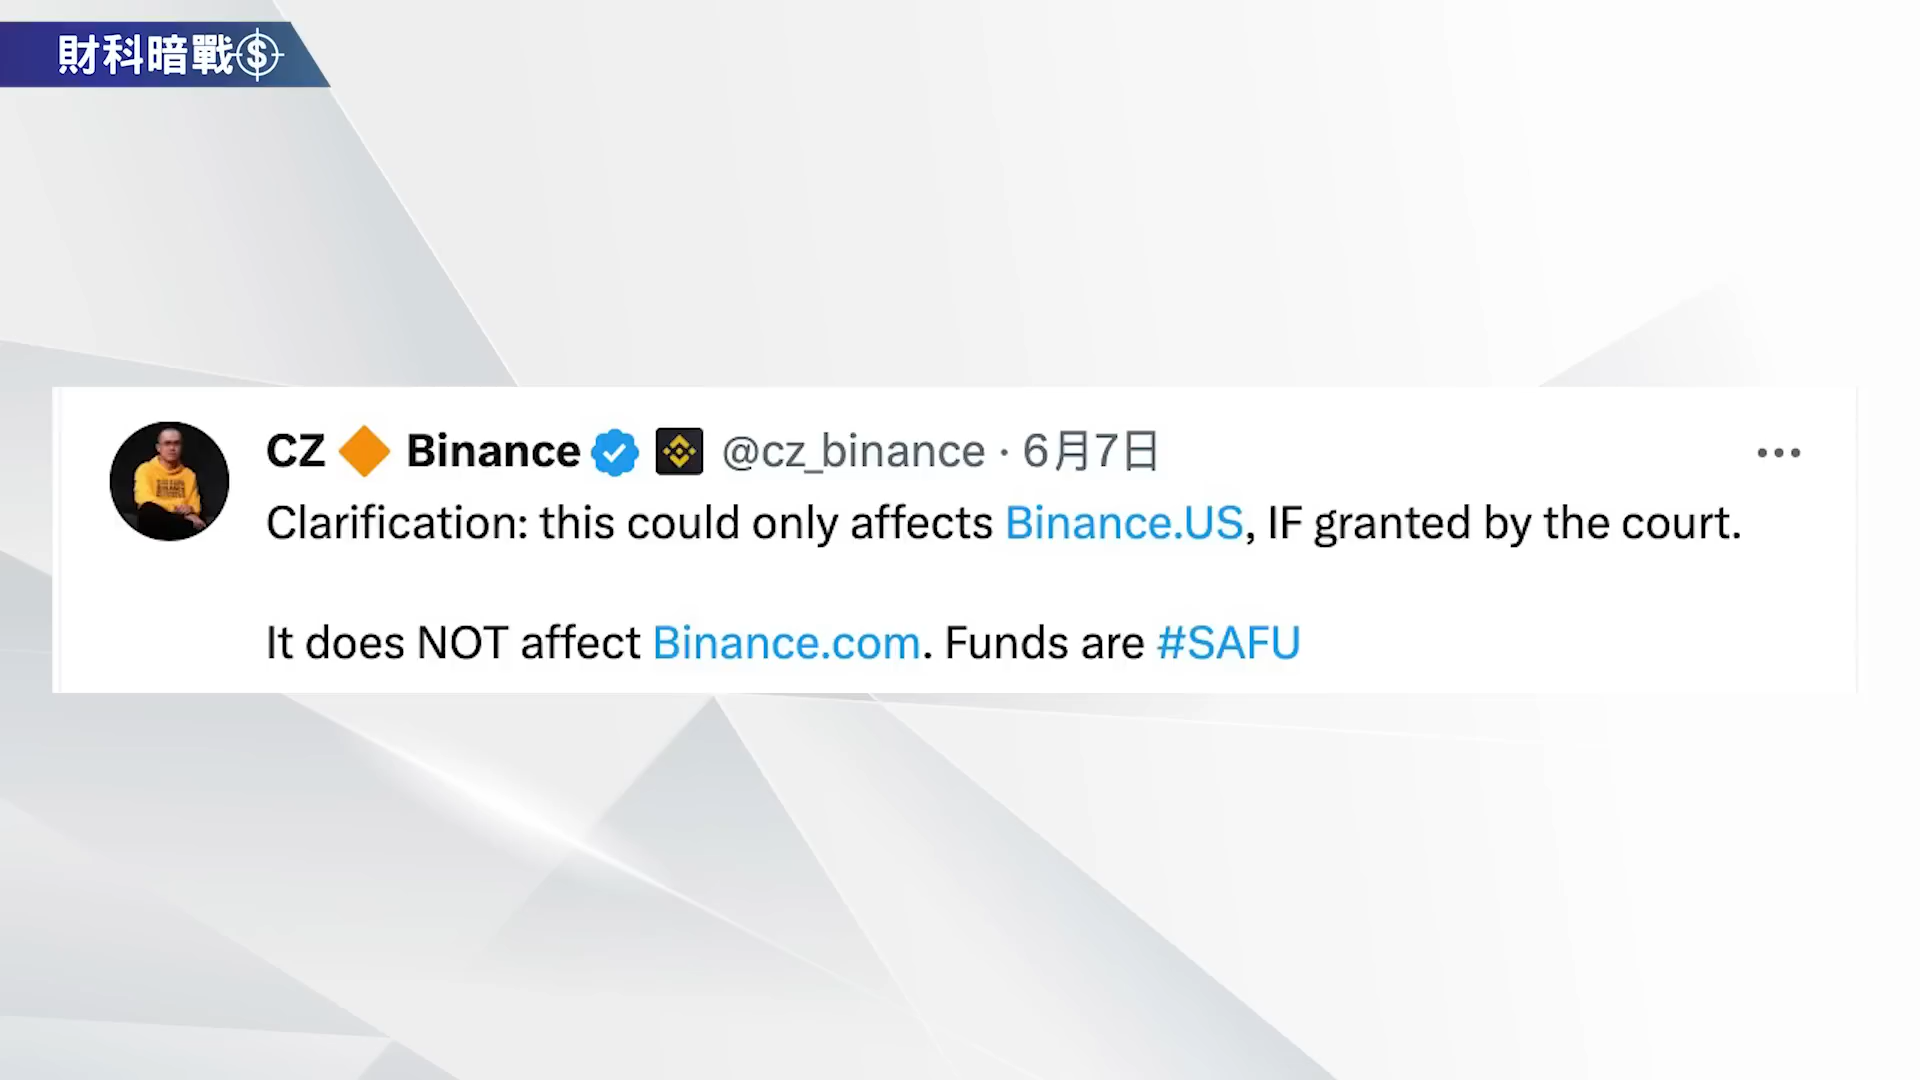 財科暗戰$
CZ 🔶 Binance @cz_binance · 6月7日
Clarification: this could only affects Binance.US, IF granted by the court.
It does NOT affect Binance.com. Funds are #SAFU